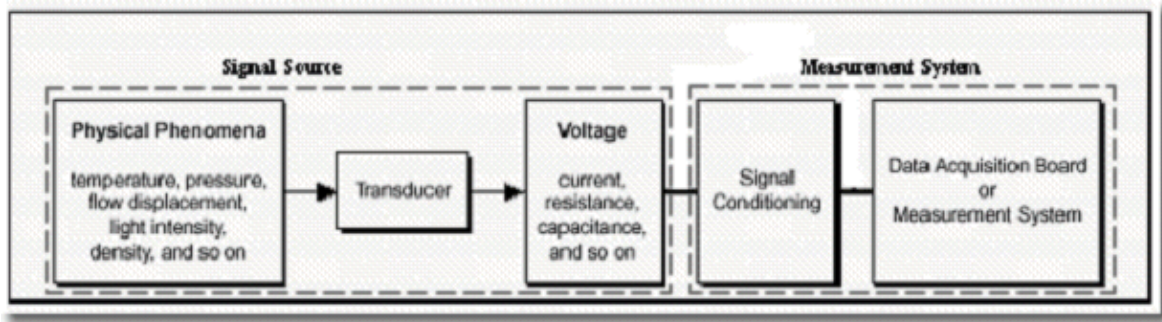 Signal Source
Measurement System
Physical Phenomena
temperature, pressure,
flow displacement,
light intensity,
density, and so on
Transducer
Voltage
current,
resistance,
capacitance,
and so on
Signal
Conditioning
Data Acquisition Board
or
Measurement System